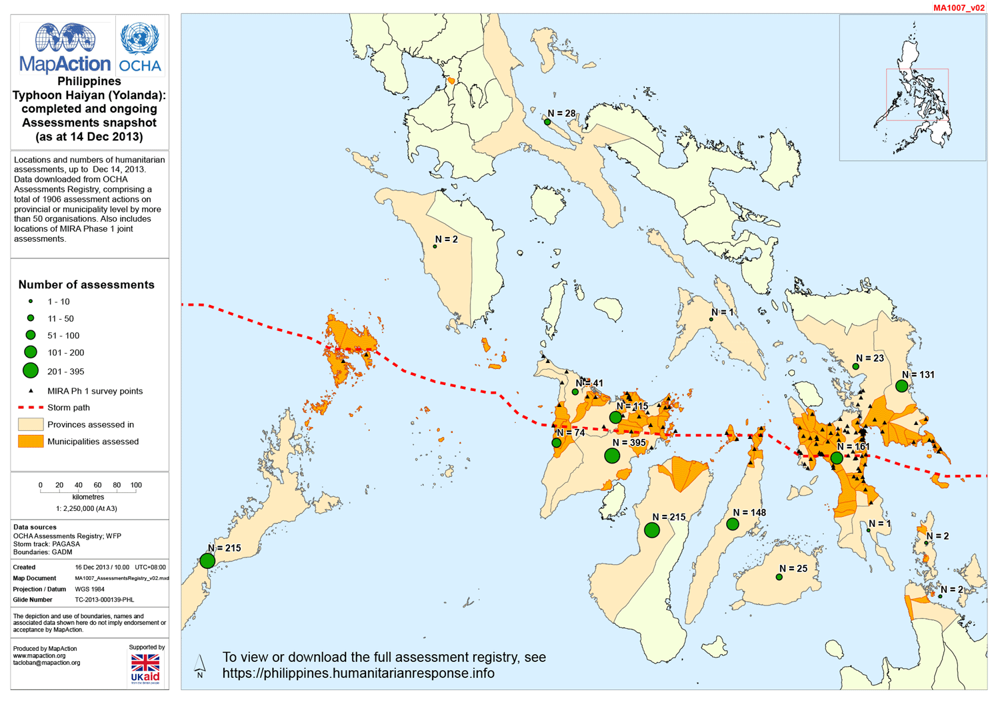 MA1007_v02
MapAction
OCHA
Philippines
Typhoon Haiyan (Yolanda):
completed and ongoing
Assessments snapshot
(as at 14 Dec 2013)
Locations and numbers of humanitarian
assessments, up to Dec 14, 2013.
Data downloaded from OCHA
Assessments Registry, comprising a
total of 1906 assessment actions on
provincial or municipality level by more
than 50 organisations. Also includes
locations of MIRA Phase 1 joint
assessments.
Number of assessments
1 - 10
11 - 50
51 - 100
101 - 200
201 - 395
MIRA Ph 1 survey points
Storm path
Provinces assessed in
Municipalities assessed
0 20 40 60 80 100
kilometres
1: 2,250,000 (At A3)
Data sources
OCHA Assessments Registry; WFP
Storm track: PAGASA
Boundaries: GADM
Created 16 Dec 2013 / 10.00 UTC+08:00
Map Document MA1007_AssessmentsRegistry_v02.mxd
Projection / Datum WGS 1984
Glide Number TC-2013-000139-PHL
The depiction and use of boundaries, names and
associated data shown here do not imply endorsement or
acceptance by MapAction.
Produced by MapAction
www.mapaction.org
tacloban@mapaction.org
Supported by
UKaid
from the British people
N = 28
N = 2
N = 1
N = 23
N = 131
N = 41
N = 115
N = 74
N = 395
N = 161
N = 215
N = 148
N = 1
N = 2
N = 215
N = 25
N = 2
N
To view or download the full assessment registry, see
https://philippines.humanitarianresponse.info